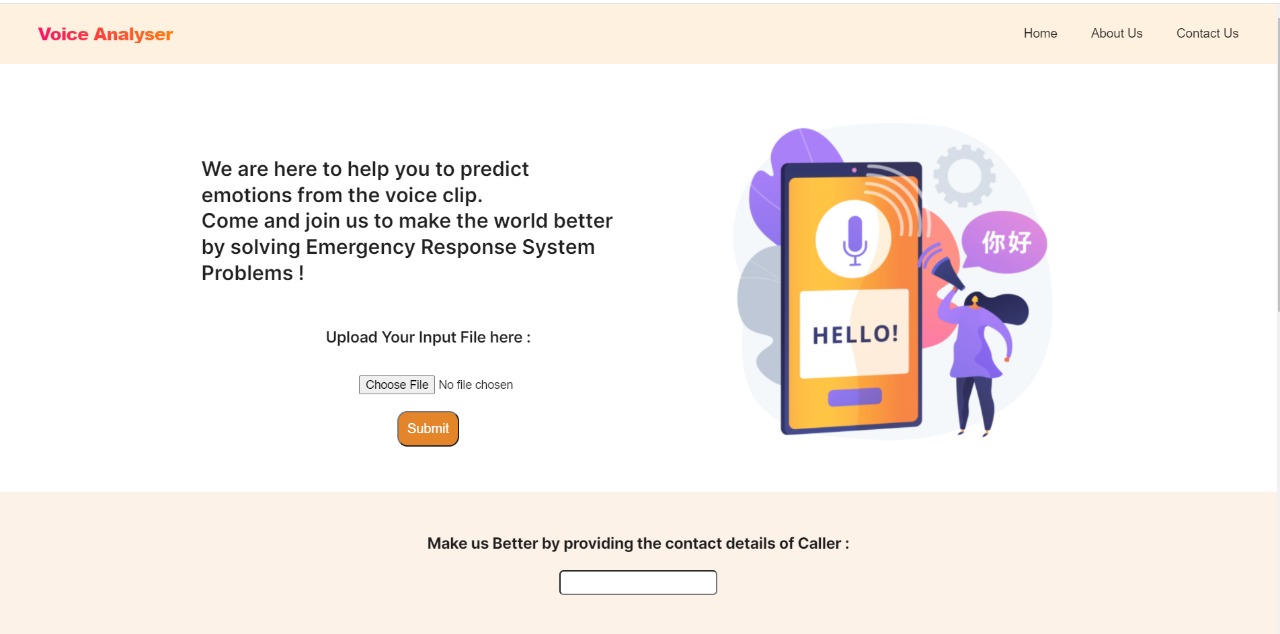 Voice Analyser
Home
About Us
Contact Us
We are here to help you to predict
emotions from the voice clip.
Come and join us to make the world better
by solving Emergency Response System
Problems !
你好
HELLO!
Upload Your Input File here :
Choose File No file chosen
Submit
Make us Better by providing the contact details of Caller :